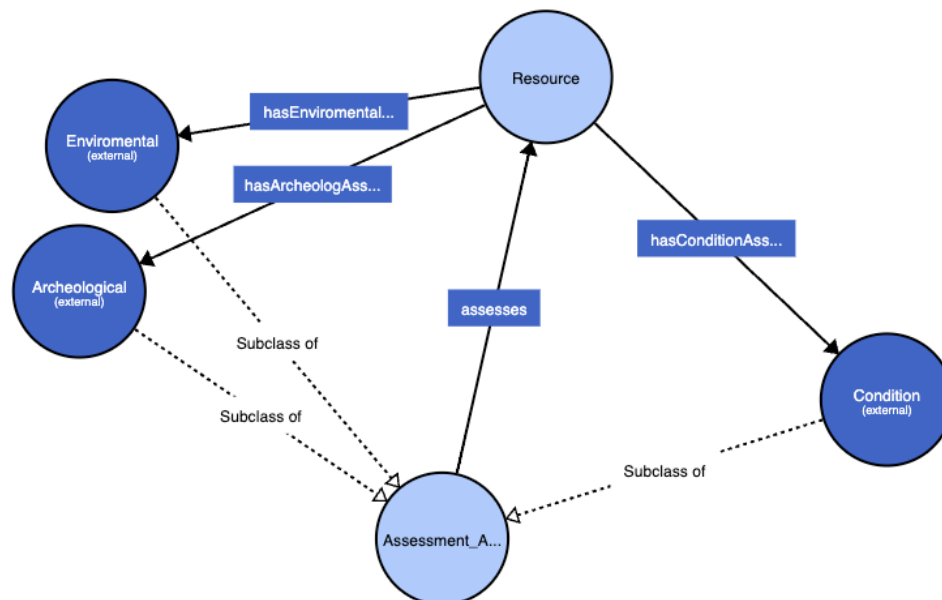 Resource
hasEnviromental...
Enviromental
(external)
hasArcheologAss...
hasConditionAss...
Archeological
(external)
assesses
Subclass of
Condition
(external)
Subclass of
Subclass of
Assessment_A...